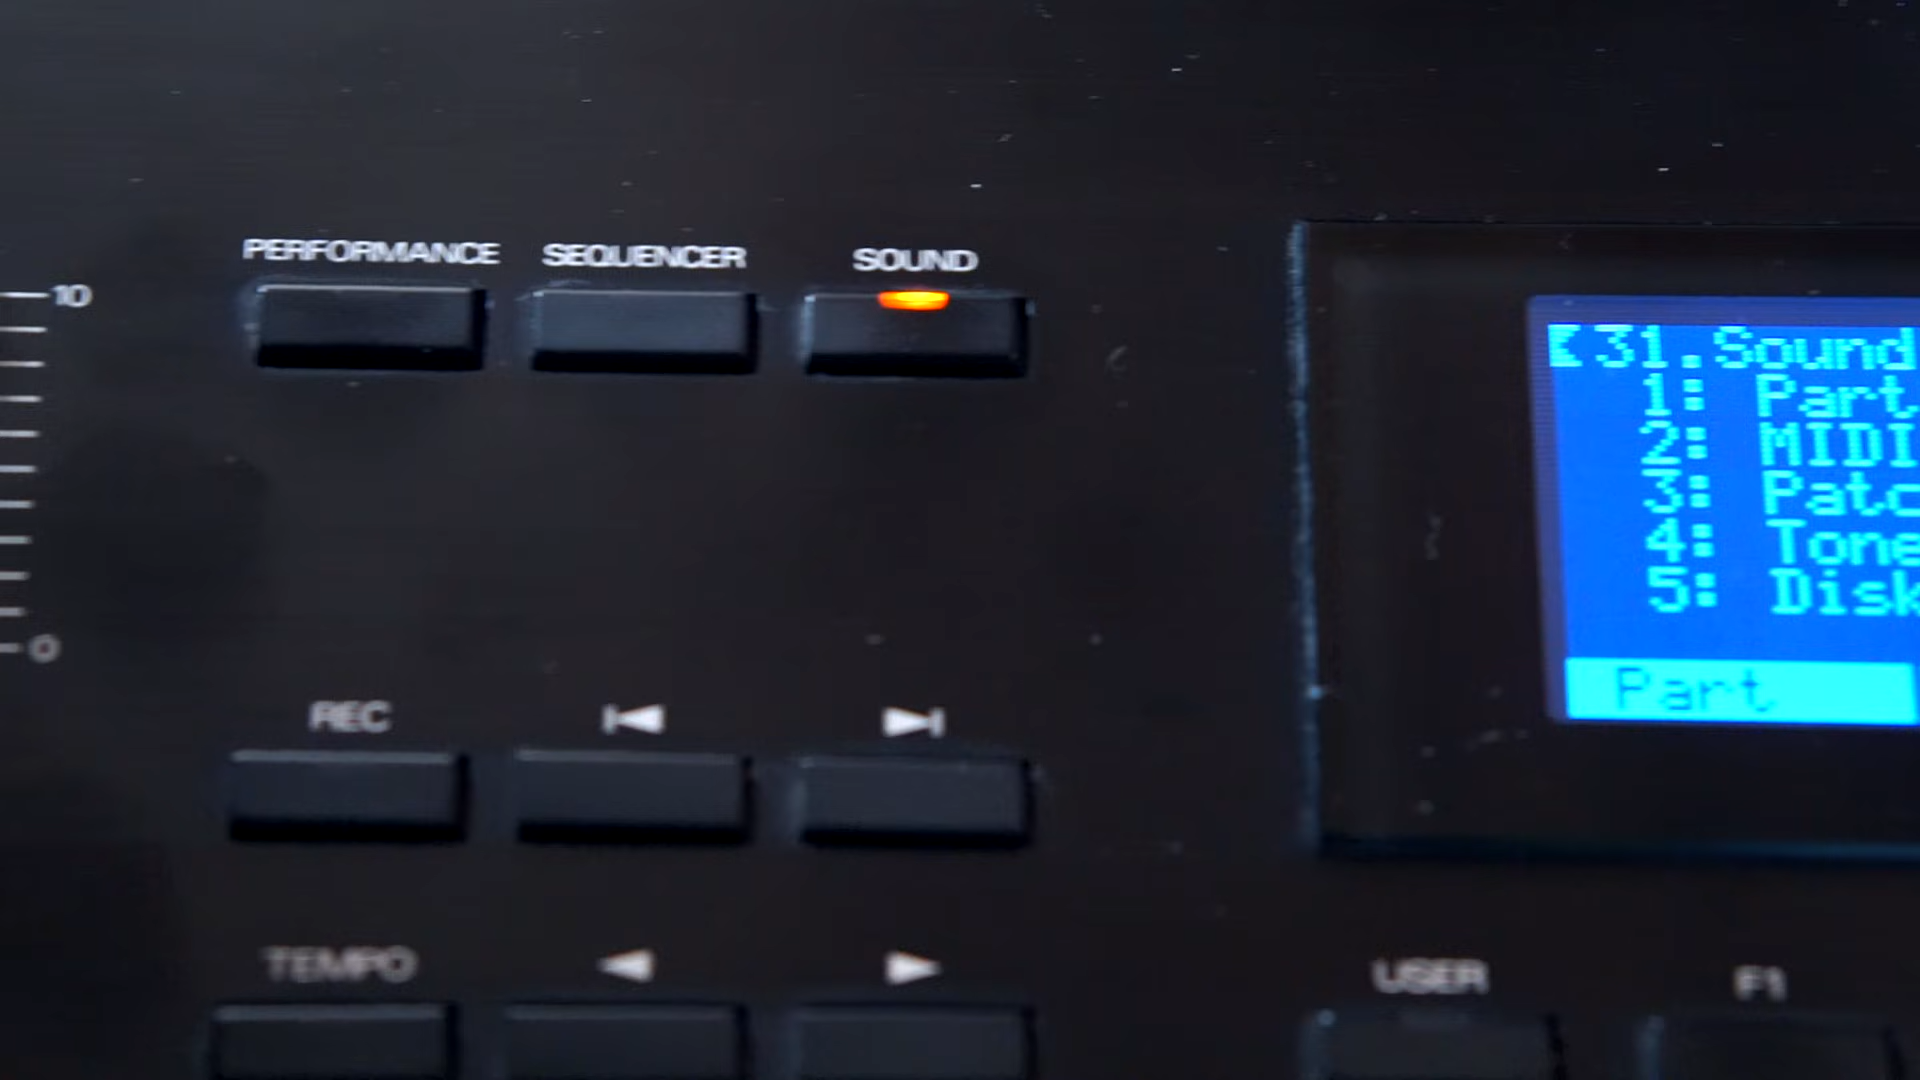 PERFORMANCE SEQUENCER SOUND
10
0
31.Sound
1: Part
2: MIDI
3: Patc
4: Tone
5: Disk
Part
REC
TEMPO
USER F1